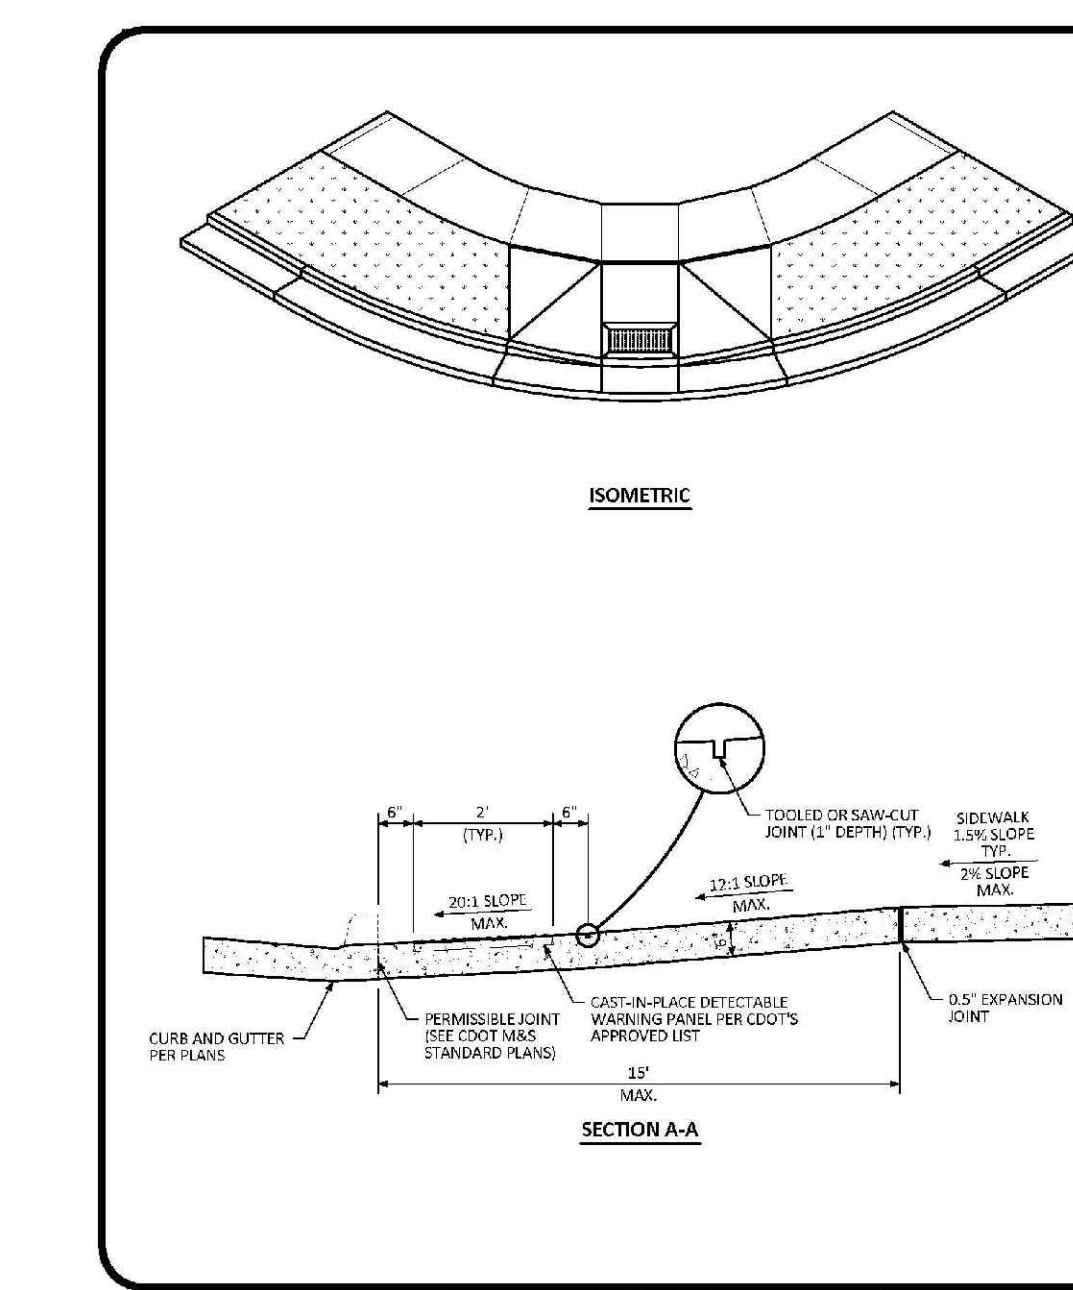 ISOMETRIC
6"
2'
(TYP.)
6"
TOOLED OR SAW-CUT
JOINT (1" DEPTH) (TYP.)
SIDEWALK
1.5% SLOPE
TYP.
2% SLOPE
MAX.
20:1 SLOPE
MAX.
12:1 SLOPE
MAX.
6"
CURB AND GUTTER
PER PLANS
PERMISSIBLE JOINT
(SEE CDOT M&S
STANDARD PLANS)
CAST-IN-PLACE DETECTABLE
WARNING PANEL PER CDOT'S
APPROVED LIST
0.5" EXPANSION
JOINT
15'
MAX.
SECTION A-A